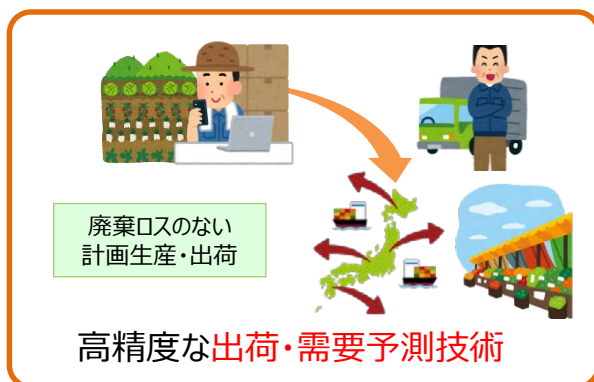 廃棄ロスのない
計画生産・出荷
高精度な出荷・需要予測技術